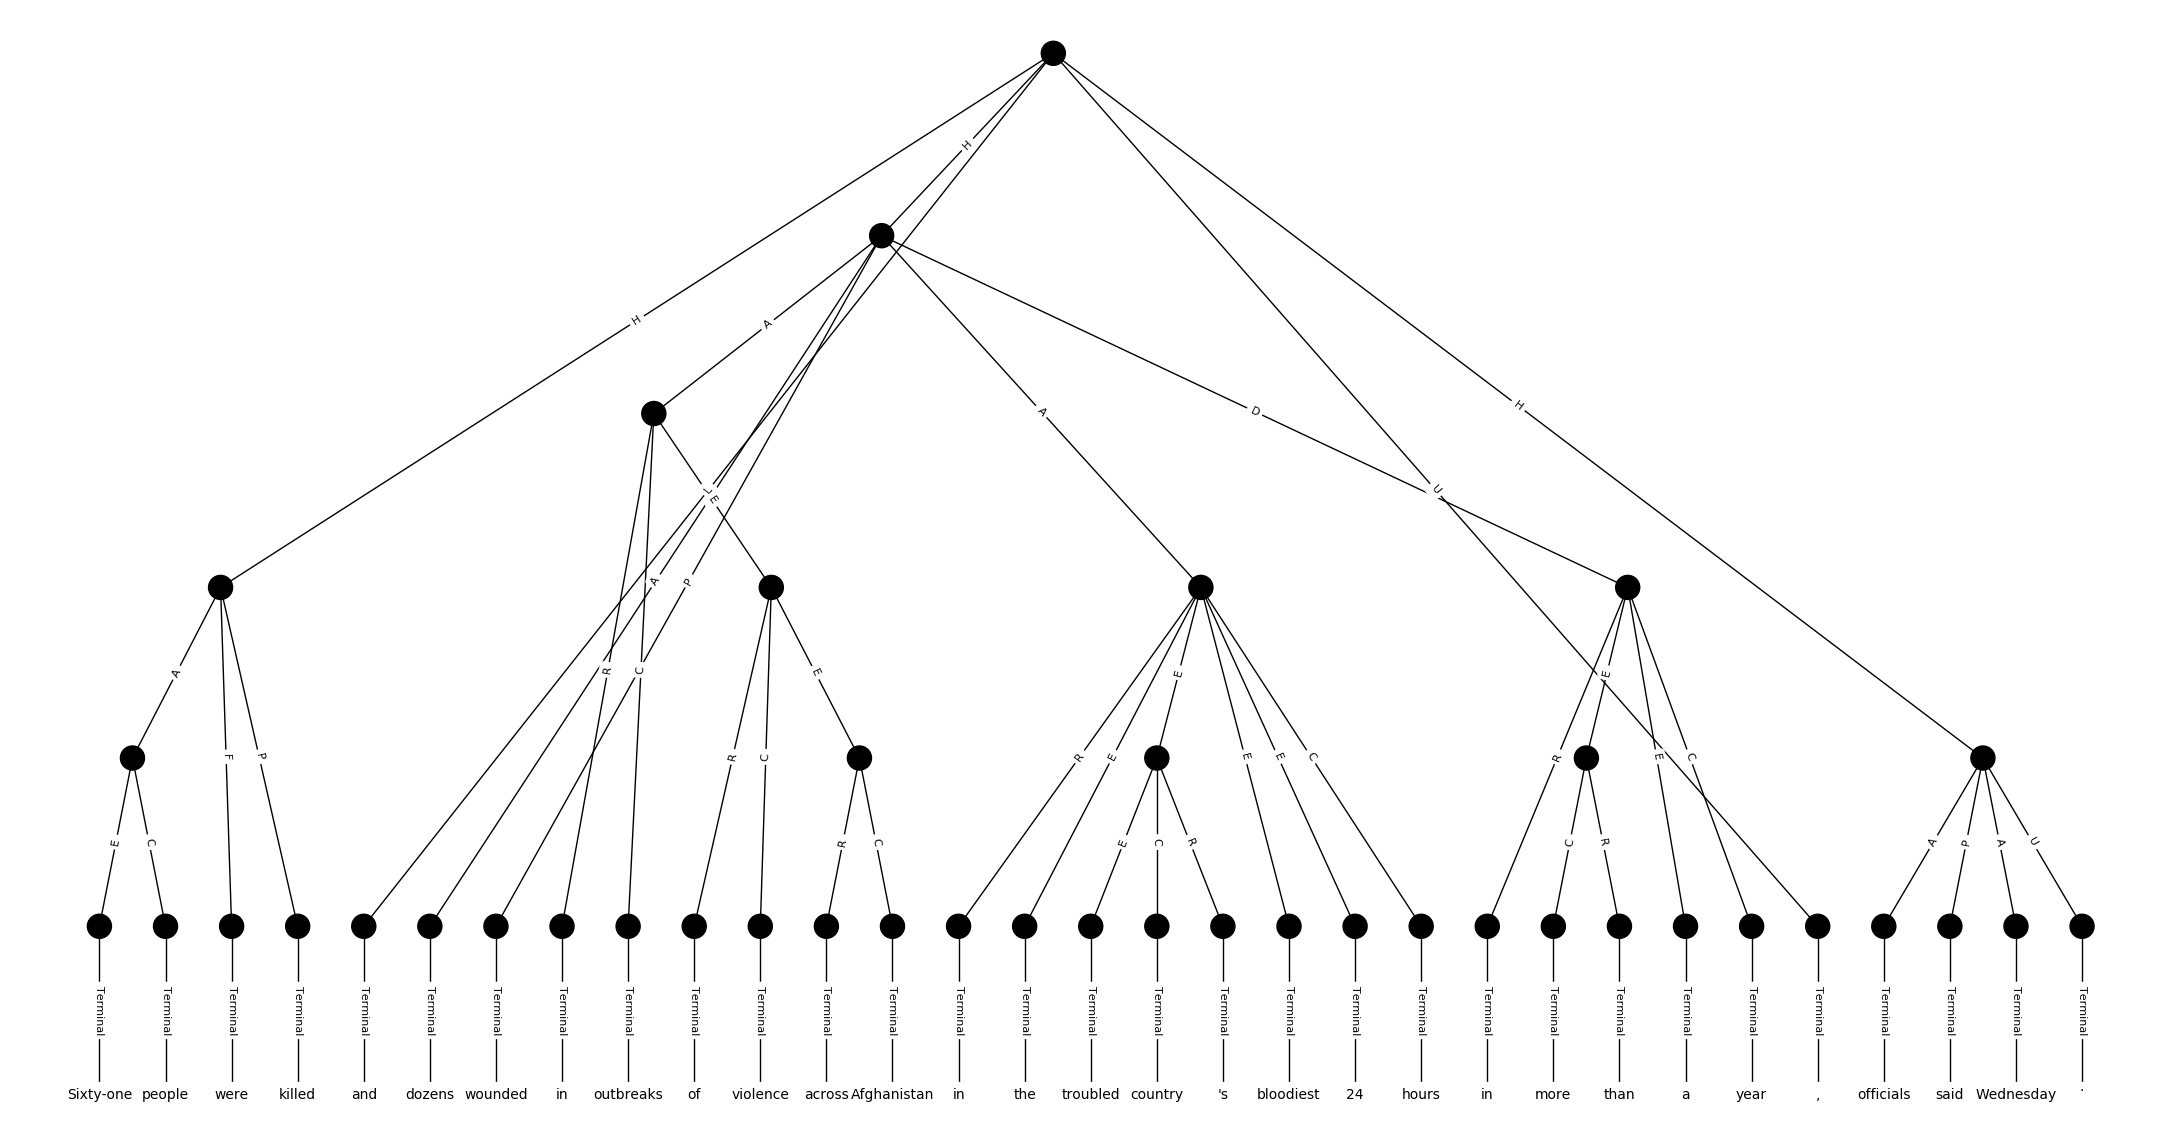 H
H
A
A
D
H
L
E
U
A
P
A
F
P
R
C
E
E
E
R
C
R
E
E
E
C
R
E
C
E
C
R
C
E
C
R
C
R
A
P
A
U
Terminal Terminal Terminal Terminal Terminal Terminal Terminal Terminal Terminal Terminal Terminal Terminal Terminal Terminal Terminal Terminal Terminal Terminal Terminal Terminal Terminal Terminal Terminal Terminal Terminal Terminal Terminal Terminal Terminal Terminal Terminal
Sixty-one people were killed and dozens wounded in outbreaks of violence across Afghanistan in the troubled country 's bloodiest 24 hours in more than a year , officials said Wednesday .